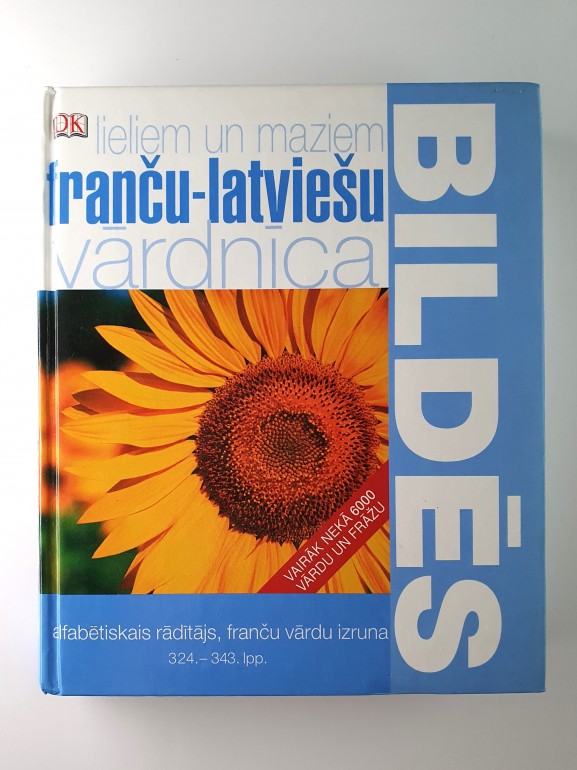 DK
lieliem un maziem
franču-latviešu
vārdnīca
BILDĒS
VAIRĀK NEKĀ 6000
VĀRDU UN FRĀŽU
alfabētiskais rādītājs, franču vārdu izruna
324.– 343. lpp.